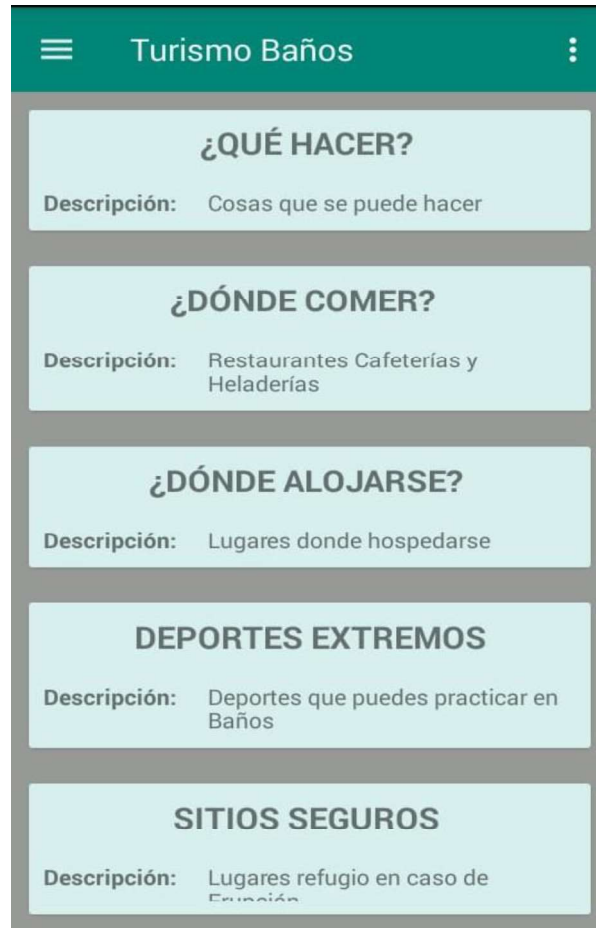 Turismo Baños
¿QUÉ HACER?
Descripción: Cosas que se puede hacer
¿DÓNDE COMER?
Descripción: Restaurantes Cafeterías y
Heladerías
¿DÓNDE ALOJARSE?
Descripción: Lugares donde hospedarse
DEPORTES EXTREMOS
Descripción: Deportes que puedes practicar en
Baños
SITIOS SEGUROS
Descripción: Lugares refugio en caso de
Erupción